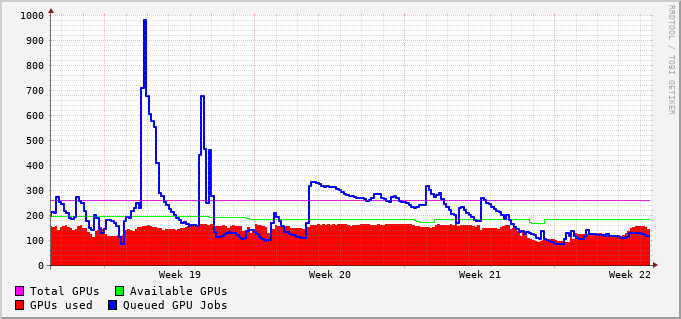 1000
900
800
700
600
500
400
300
200
100
0
Week 19 Week 20 Week 21 Week 22
Total GPUs Available GPUs
GPUs used Queued GPU Jobs
RRDTOOL / TOBI OETIKER